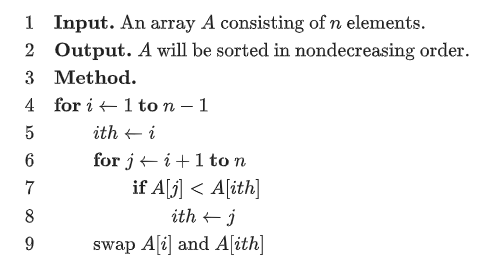 1 Input. An array A consisting of n elements.
2 Output. A will be sorted in nondecreasing order.
3 Method.
4 for i ← 1 to n − 1
5 ith ← i
6 for j ← i + 1 to n
7 if A[j] < A[ith]
8 ith ← j
9 swap A[i] and A[ith]